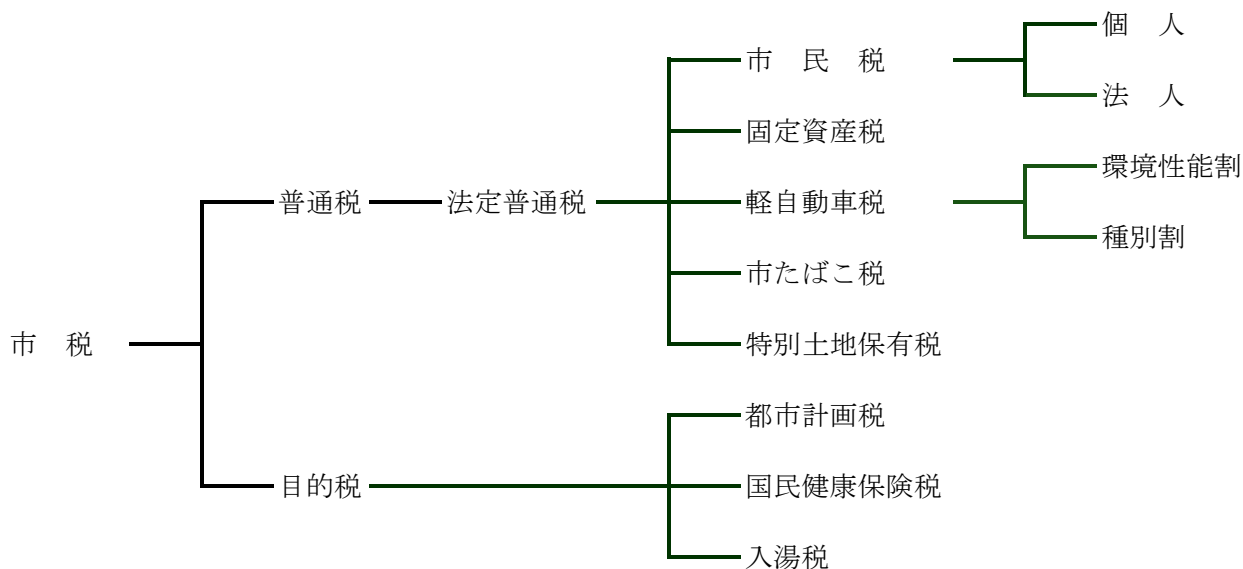 個　人
市　民　税
法　人
固定資産税
環境性能割
普通税
法定普通税
軽自動車税
種別割
市たばこ税
市　税
特別土地保有税
都市計画税
目的税
国民健康保険税
入湯税